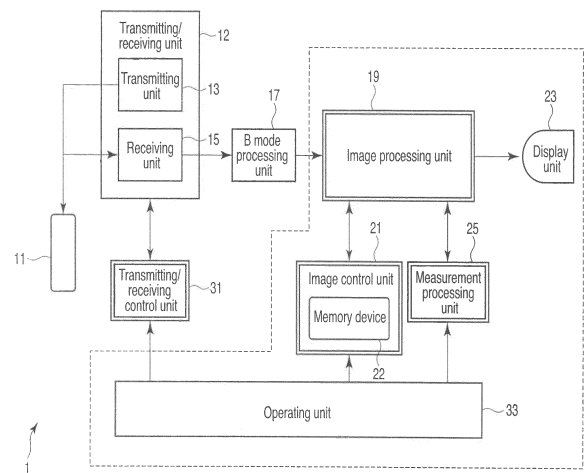 Transmitting/
receiving unit
12
Transmitting
unit
13
15
Receiving
unit
17
B mode
processing
unit
19
Image processing unit
23
Display
unit
11
Transmitting/
receiving
control unit
31
21
Image control unit
Memory device
22
25
Measurement
processing
unit
Operating unit
33
1